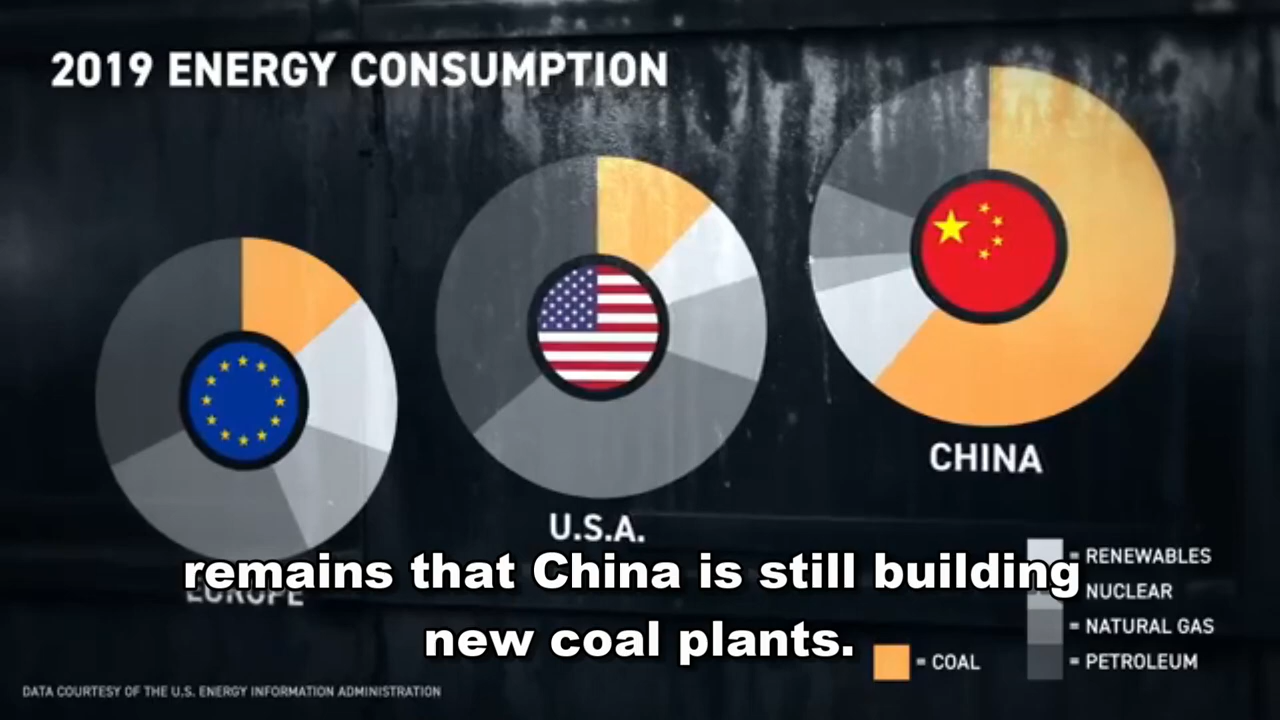 2019 ENERGY CONSUMPTION
CHINA
U.S.A.
EUROPE
remains that China is still building
new coal plants.
= RENEWABLES
NUCLEAR
= NATURAL GAS
= COAL
= PETROLEUM
DATA COURTESY OF THE U.S. ENERGY INFORMATION ADMINISTRATION